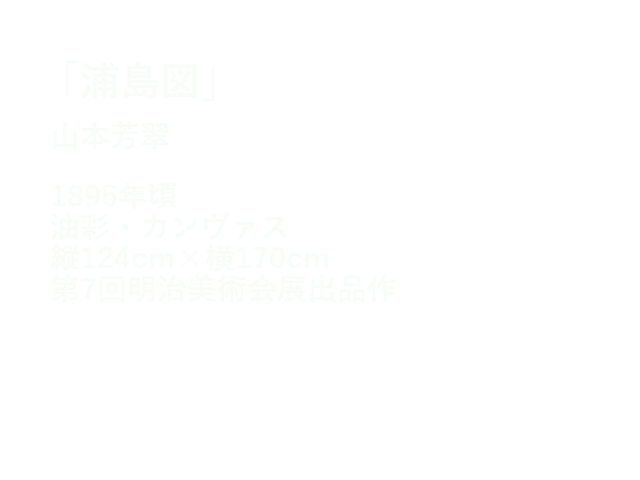 「浦島図」
山本芳翠
1895年頃
油彩・カンヴァス
縦124cm×横170cm
第7回明治美術会展出品作